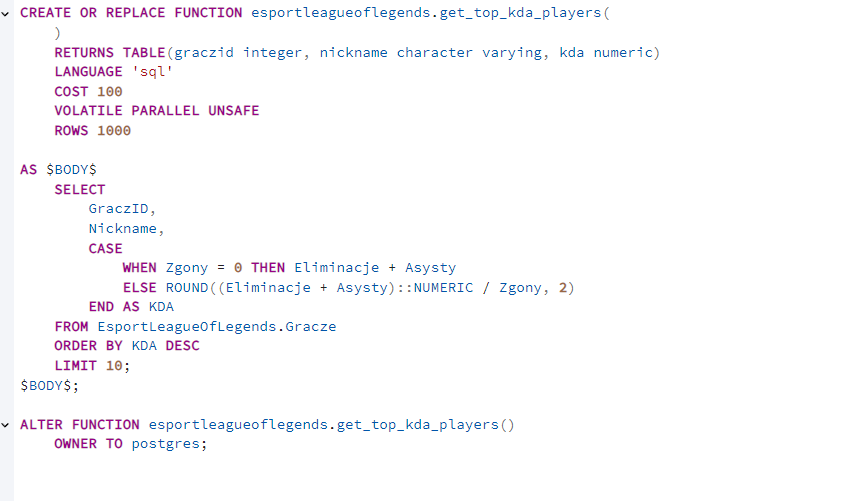 CREATE OR REPLACE FUNCTION esportleagueoflegends.get_top_kda_players(
)
RETURNS TABLE(graczid integer, nickname character varying, kda numeric)
LANGUAGE 'sql'
COST 100
VOLATILE PARALLEL UNSAFE
ROWS 1000
AS $BODY$
SELECT
GraczID,
Nickname,
CASE
WHEN Zgony = 0 THEN Eliminacje + Asysty
ELSE ROUND((Eliminacje + Asysty)::NUMERIC / Zgony, 2)
END AS KDA
FROM EsportLeagueOfLegends.Gracze
ORDER BY KDA DESC
LIMIT 10;
$BODY$;
ALTER FUNCTION esportleagueoflegends.get_top_kda_players()
OWNER TO postgres;